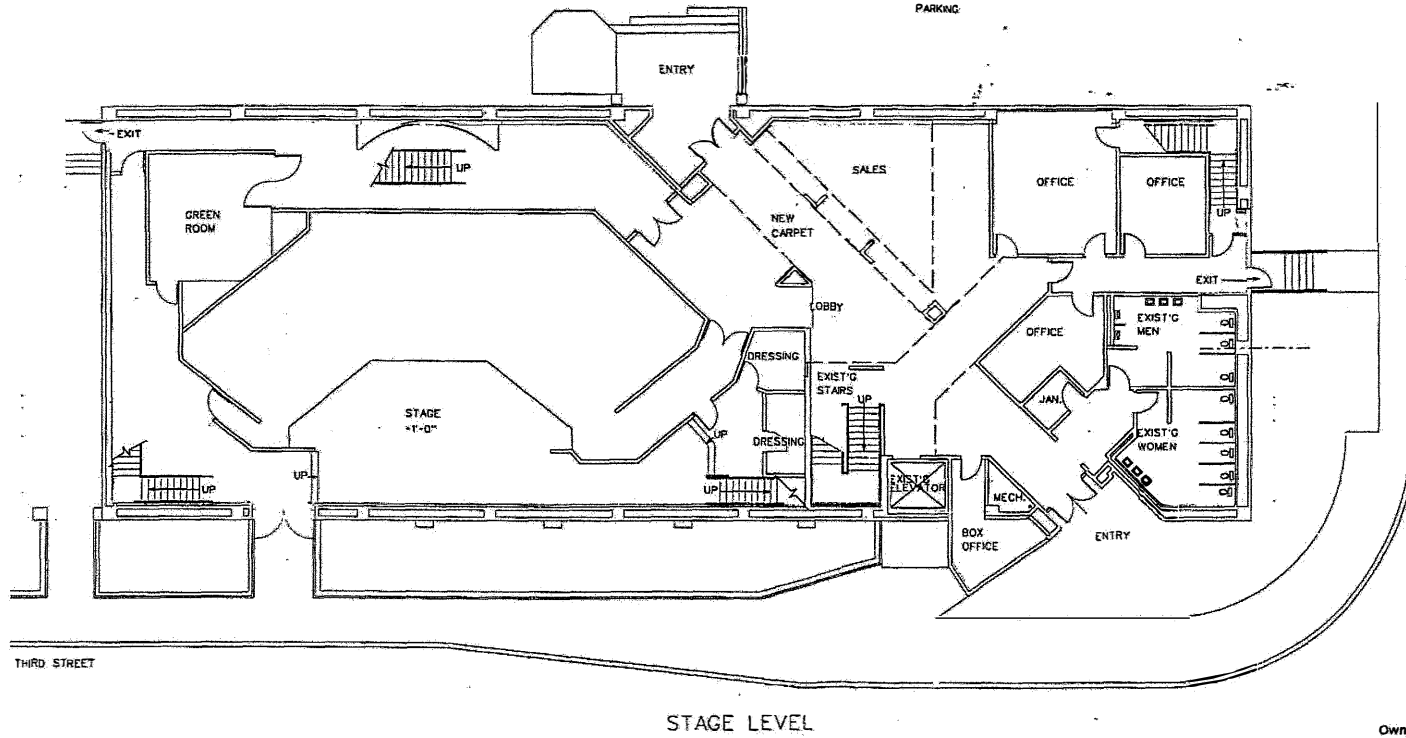 PARKING
ENTRY
EXIT
UP
SALES
OFFICE
OFFICE
GREEN
ROOM
NEW
CARPET
UP
EXIT
LOBBY
OFFICE
EXIST'G
MEN
DRESSING
EXIST'G
STAIRS
UP
JAN.
STAGE
+1'-0"
UP
DRESSING
EXIST'G
WOMEN
UP
UP
UP
EXIST'G
ELEVATOR
MECH.
BOX
OFFICE
ENTRY
THIRD STREET
STAGE LEVEL
Own